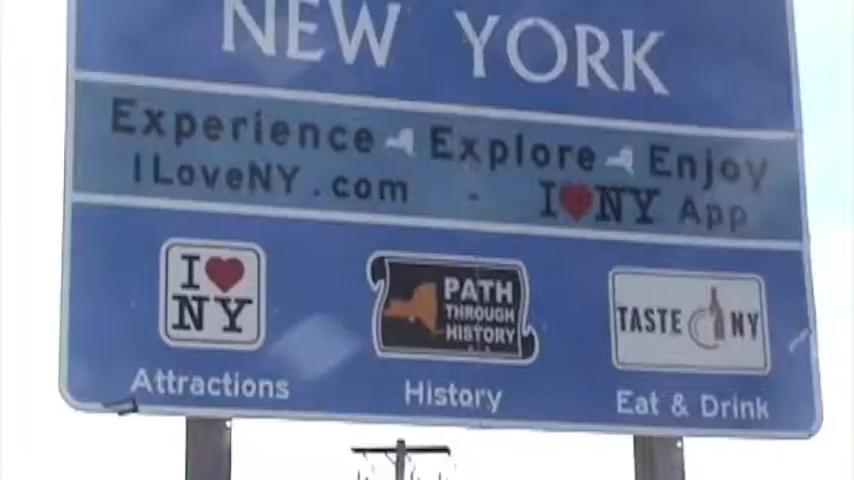 NEW YORK
Experience Explore Enjoy
ILoveNY.com - I❤NY App
I❤
NY
Attractions
PATH
THROUGH
HISTORY
History
TASTE NY
Eat & Drink